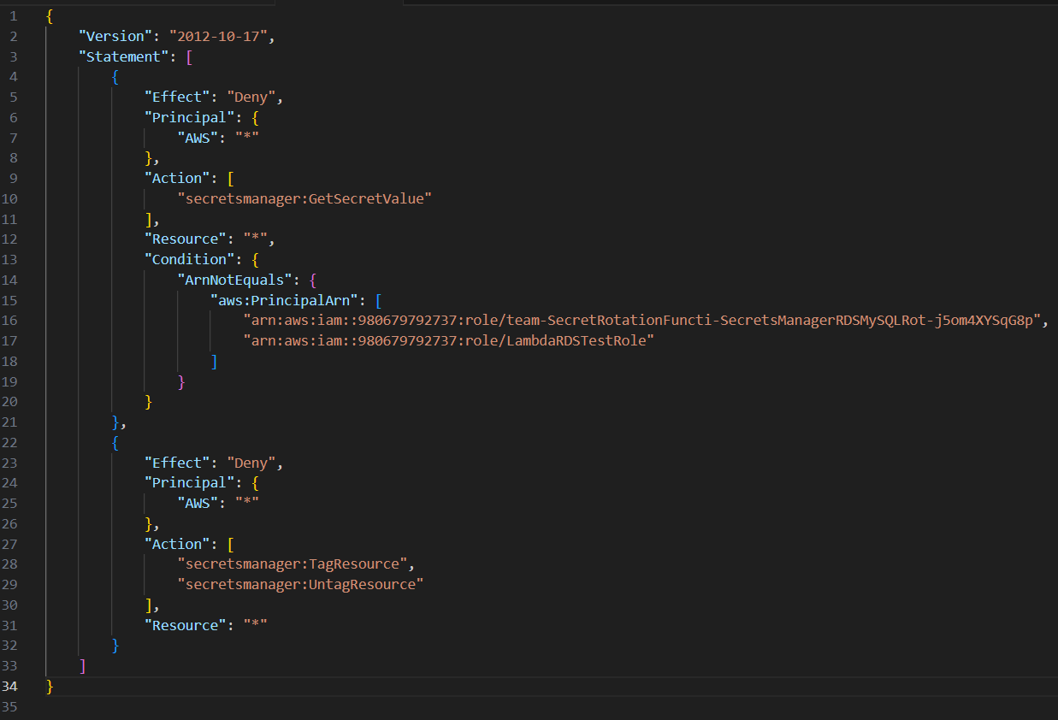 1 {
2     "Version": "2012-10-17",
3     "Statement": [
4         {
5             "Effect": "Deny",
6             "Principal": {
7                 "AWS": "*"
8             },
9             "Action": [
10                 "secretsmanager:GetSecretValue"
11             ],
12             "Resource": "*",
13             "Condition": {
14                 "ArnNotEquals": {
15                     "aws:PrincipalArn": [
16                         "arn:aws:iam::980679792737:role/team-SecretRotationFuncti-SecretsManagerRDSMySQLRot-j5om4XYSqG8p",
17                         "arn:aws:iam::980679792737:role/LambdaRDSTestRole"
18                     ]
19                 }
20             }
21         },
22         {
23             "Effect": "Deny",
24             "Principal": {
25                 "AWS": "*"
26             },
27             "Action": [
28                 "secretsmanager:TagResource",
29                 "secretsmanager:UntagResource"
30             ],
31             "Resource": "*"
32         }
33     ]
34 }
35